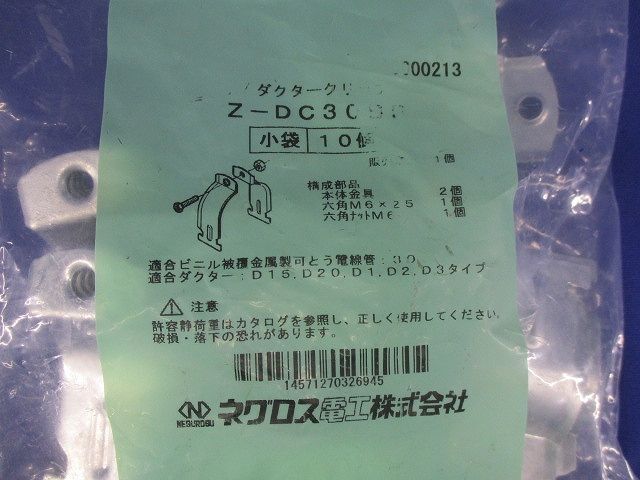 000213
ダクターク
Z-DC30
小袋 10個
1個
構成部品
本体金具 2個
六角M6×25 1個
六角ナットM6 1個
適合ビニル被覆金属製可とう電線管:30
適合ダクター:D15,D20,D1,D2,D3タイプ
注意
許容静荷重はカタログを参照し、正しく使用してください。
破損・落下の恐れがあります。
14571270326945
NEGUROSU ネグロス電工株式会社